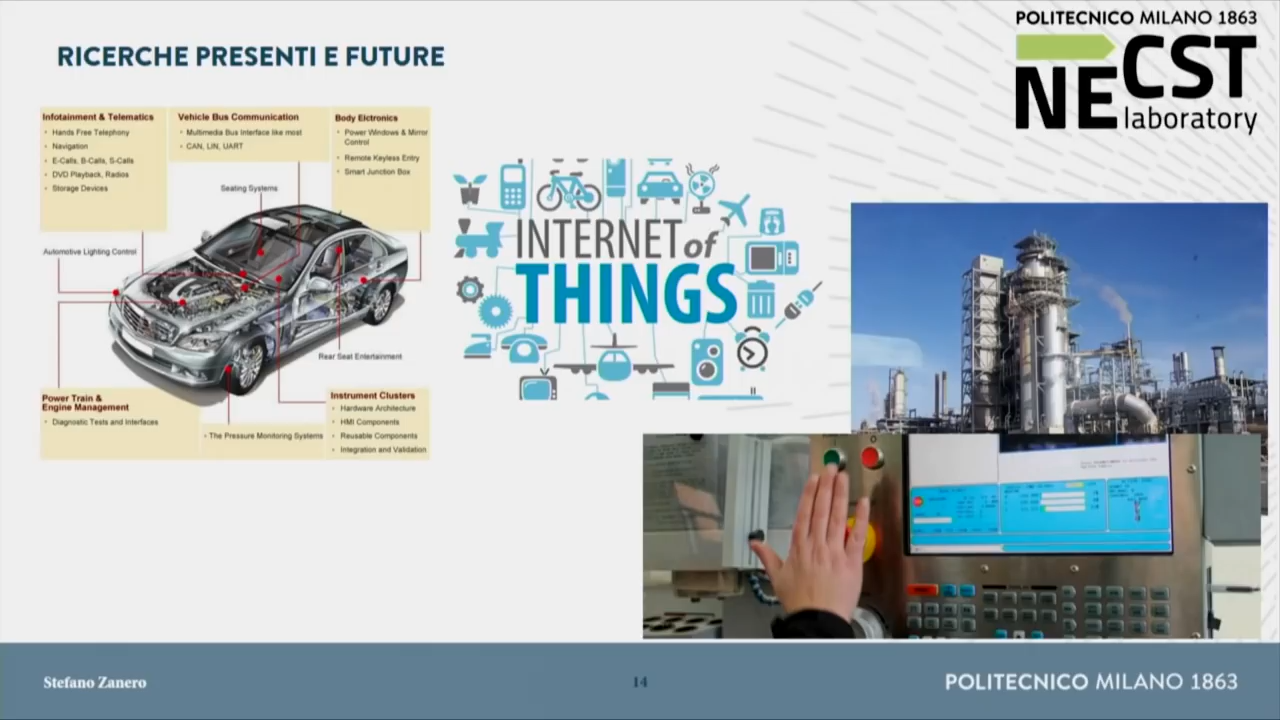 POLITECNICO MILANO 1863
NECST
laboratory
RICERCHE PRESENTI E FUTURE
Infotainment & Telematics
Hands Free Telephony
Navigation
E-Calls, B-Calls, S-Calls
DVD Playback, Radios
Storage Devices
Vehicle Bus Communication
Multimedia Bus Interface like most
CAN, LIN, UART
Body Elctronics
Power Windows & Mirror
Control
Remote Keyless Entry
Smart Junction Box
Seating Systems
Automotive Lighting Control
Rear Seat Entertainment
Power Train &
Engine Management
Diagnostic Tests and Interfaces
The Pressure Monitoring Systems
Instrument Clusters
Hardware Architecture
HMI Components
Reusable Components
Integration and Validation
INTERNET of
THINGS
Stefano Zanero
14
POLITECNICO MILANO 1863